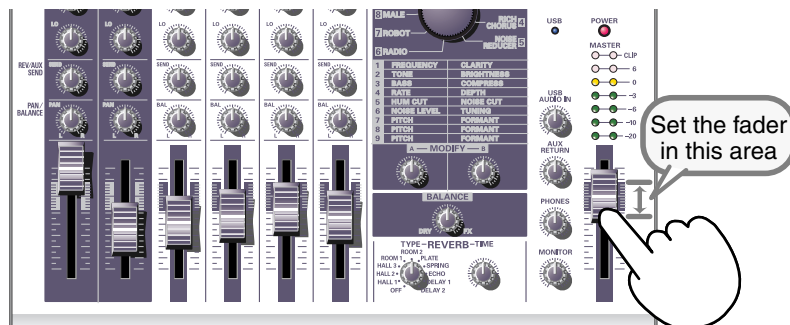 LO LO LO LO LO LO
REV/AUX
SEND
SEND SEND SEND SEND SEND SEND
PAN/
BALANCE
PAN PAN BAL BAL BAL BAL
L R L R
8 MALE
7 ROBOT
6 RADIO
RICH
CHORUS 4
NOISE
REDUCER 5
1 FREQUENCY CLARITY
2 TONE BRIGHTNESS
3 BASS COMPRESS
4 RATE DEPTH
5 HUM CUT NOISE CUT
6 NOISE LEVEL TUNING
7 PITCH FORMANT
8 PITCH FORMANT
9 PITCH FORMANT
A — MODIFY — B
BALANCE
DRY FX
TYPE–REVERB–TIME
ROOM 2
ROOM 1 PLATE
HALL 3 SPRING
HALL 2 ECHO
HALL 1 DELAY 1
OFF DELAY 2
USB
USB
AUDIO IN
AUX
RETURN
PHONES
MONITOR
POWER
MASTER
CLIP
6
0
–3
–6
–10
–20
Set the fader
in this area